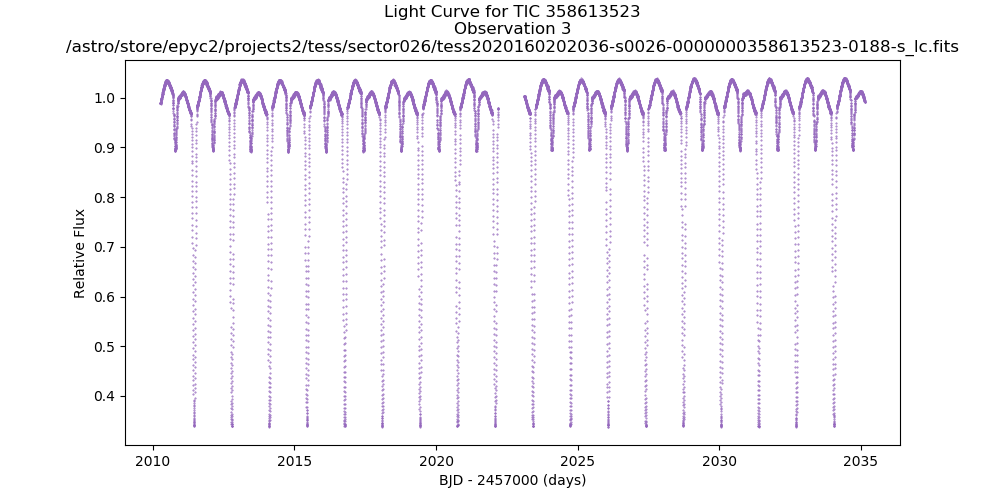 Light Curve for TIC 358613523
Observation 3
/astro/store/epyc2/projects2/tess/sector026/tess2020160202036-s0026-0000000358613523-0188-s_lc.fits
Relative Flux
1.0
0.9
0.8
0.7
0.6
0.5
0.4
2010 2015 2020 2025 2030 2035
BJD - 2457000 (days)